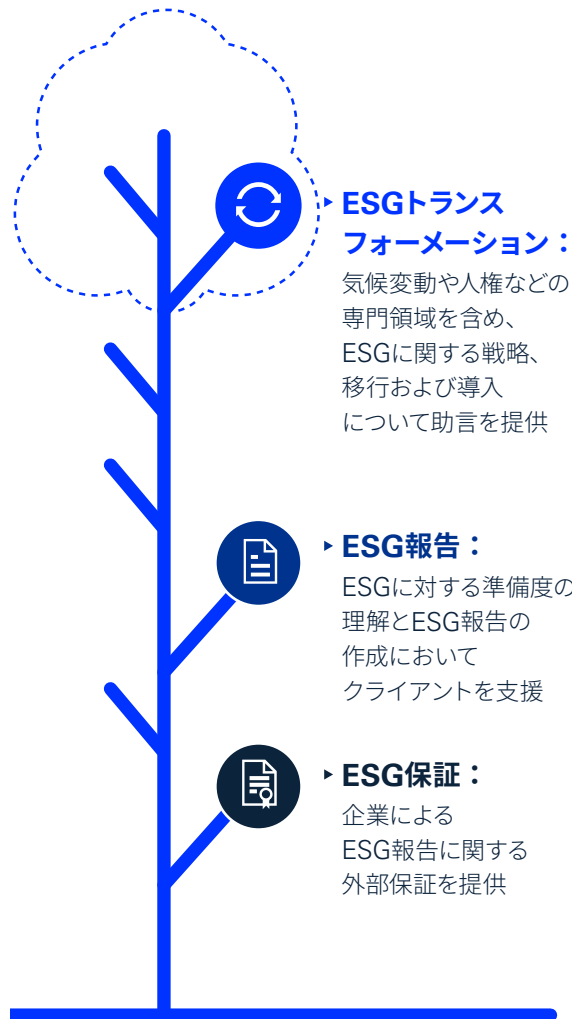 ESGトランス
フォーメーション：
気候変動や人権などの
専門領域を含め、
ESGに関する戦略、
移行および導入
について助言を提供
ESG報告：
ESGに対する準備度の
理解とESG報告の
作成において
クライアントを支援
ESG保証：
企業による
ESG報告に関する
外部保証を提供